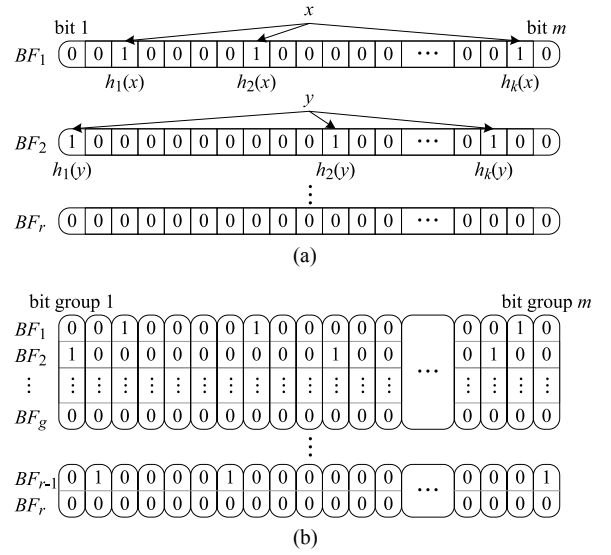 x
bit 1 bit m
BF1 0 0 1 0 0 0 0 1 0 0 0 0 0 ··· 0 0 1 0
h1(x) h2(x) hk(x)
y
BF2 1 0 0 0 0 0 0 0 0 0 1 0 0 ··· 0 1 0 0
h1(y) h2(y) hk(y)
⋮
BFr 0 0 0 0 0 0 0 0 0 0 0 0 0 ··· 0 0 0 0
(a)
bit group 1 bit group m
BF1 0 0 1 0 0 0 0 1 0 0 0 0 0 0 0 1 0
BF2 1 0 0 0 0 0 0 0 0 0 1 0 0 ··· 0 1 0 0
⋮ ⋮ ⋮ ⋮ ⋮ ⋮ ⋮ ⋮ ⋮ ⋮ ⋮ ⋮ ⋮ ⋮ ⋮ ⋮ ⋮ ⋮
BFg 0 0 0 0 0 0 0 0 0 0 0 0 0 0 0 0 0
⋮
BFr-1 0 1 0 0 0 0 1 0 0 0 0 0 0 ··· 0 0 0 1
BFr 0 0 0 0 0 0 0 0 0 0 0 0 0 0 0 0 0
(b)